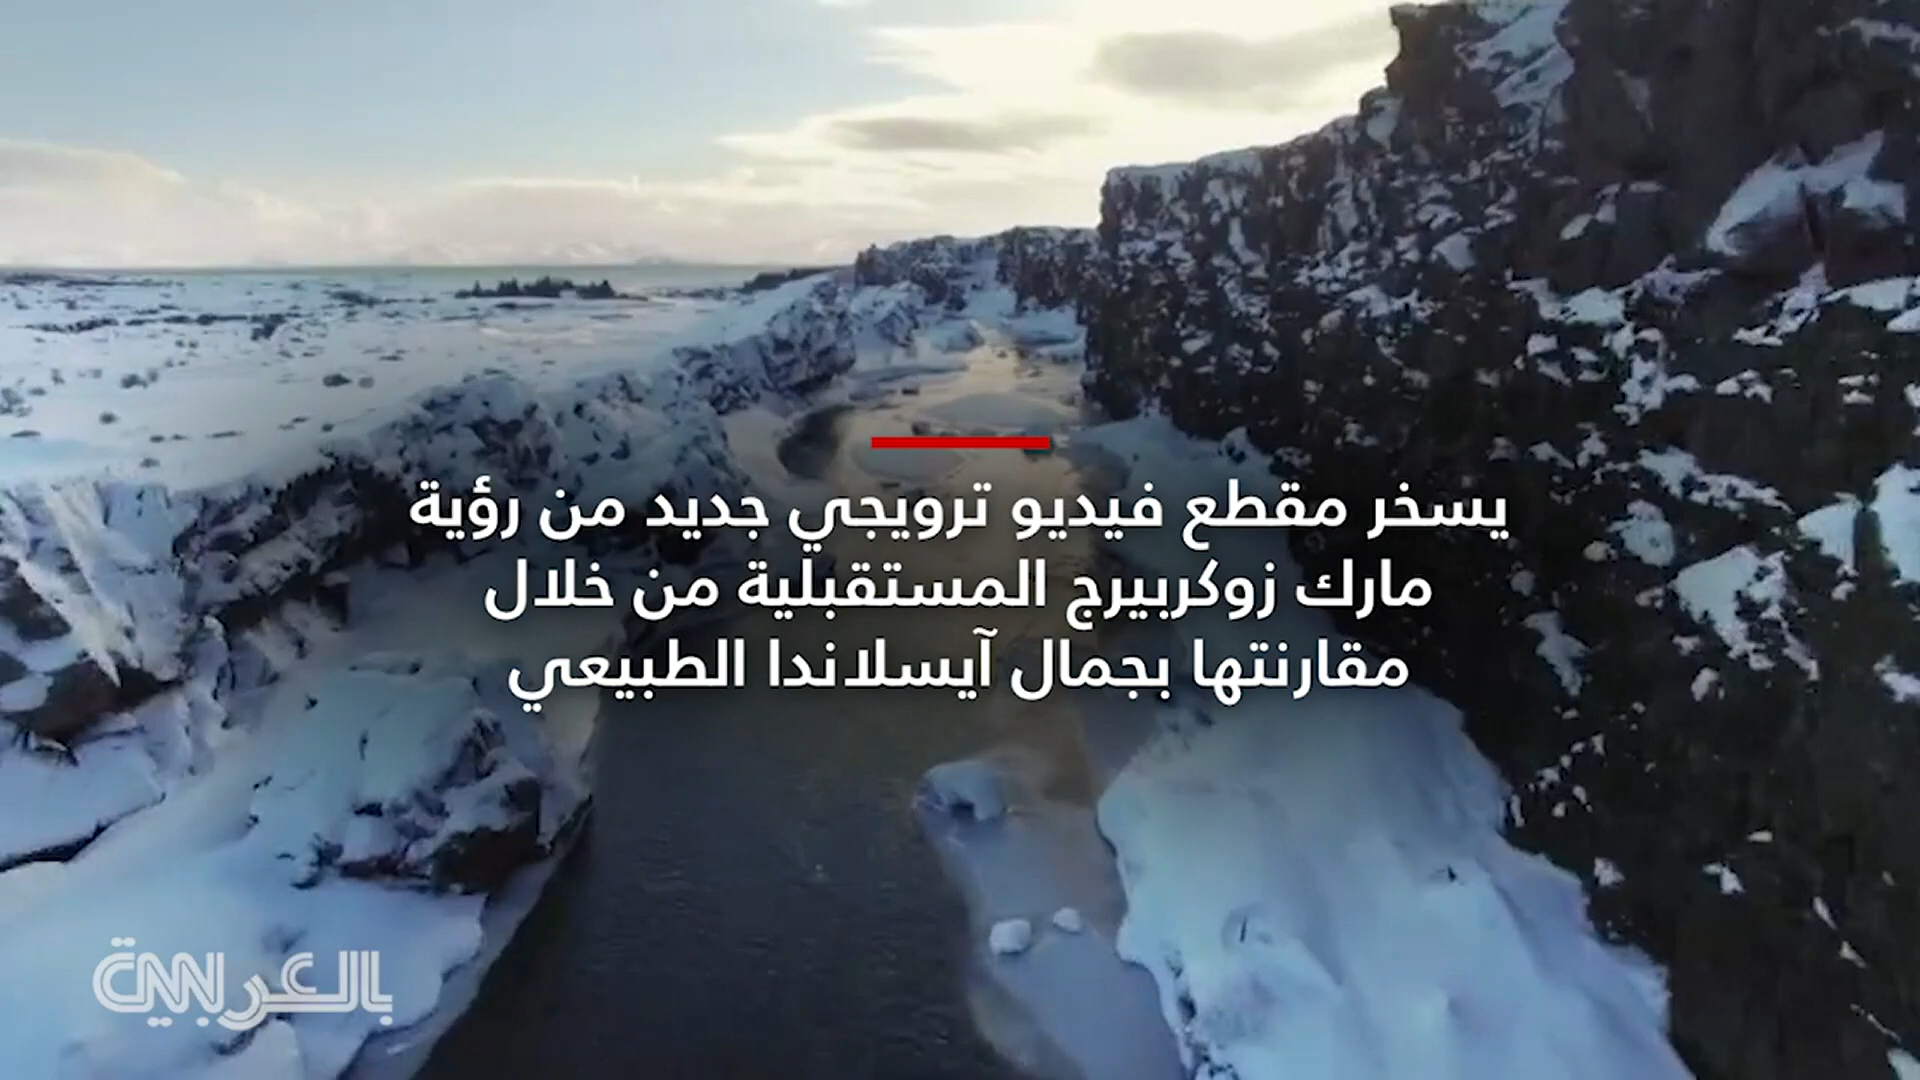 يسخر مقطع فيديو ترويجي جديد من رؤية
مارك زوكربيرج المستقبلية من خلال
مقارنتها بجمال آيسلاندا الطبيعي
CNN بالعربية